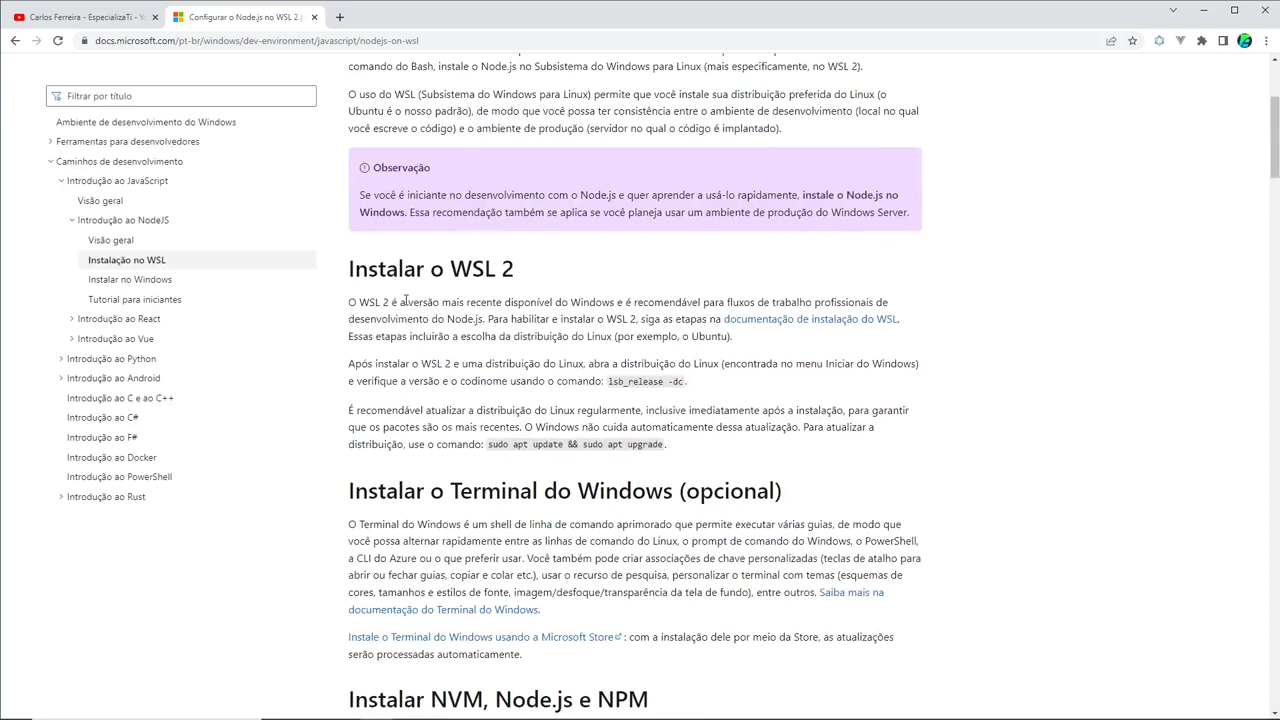 Carlos Ferreira - EspecializaTi - Yo
Configurar o Node.js no WSL 2 |
docs.microsoft.com/pt-br/windows/dev-environment/javascript/nodejs-on-wsl
Filtrar por título
Ambiente de desenvolvimento do Windows
Ferramentas para desenvolvedores
Caminhos de desenvolvimento
Introdução ao JavaScript
Visão geral
Introdução ao NodeJS
Visão geral
Instalação no WSL
Instalar no Windows
Tutorial para iniciantes
Introdução ao React
Introdução ao Vue
Introdução ao Python
Introdução ao Android
Introdução ao C e ao C++
Introdução ao C#
Introdução ao F#
Introdução ao Docker
Introdução ao PowerShell
Introdução ao Rust
comando do Bash, instale o Node.js no Subsistema do Windows para Linux (mais especificamente, no WSL 2).
O uso do WSL (Subsistema do Windows para Linux) permite que você instale sua distribuição preferida do Linux (o
Ubuntu é o nosso padrão), de modo que você possa ter consistência entre o ambiente de desenvolvimento (local no qual
você escreve o código) e o ambiente de produção (servidor no qual o código é implantado).
Observação
Se você é iniciante no desenvolvimento com o Node.js e quer aprender a usá-lo rapidamente, instale o Node.js no
Windows. Essa recomendação também se aplica se você planeja usar um ambiente de produção do Windows Server.
Instalar o WSL 2
O WSL 2 é a versão mais recente disponível do Windows e é recomendável para fluxos de trabalho profissionais de
desenvolvimento do Node.js. Para habilitar e instalar o WSL 2, siga as etapas na documentação de instalação do WSL.
Essas etapas incluirão a escolha da distribuição do Linux (por exemplo, o Ubuntu).
Após instalar o WSL 2 e uma distribuição do Linux, abra a distribuição do Linux (encontrada no menu Iniciar do Windows)
e verifique a versão e o codinome usando o comando: lsb_release -dc.
É recomendável atualizar a distribuição do Linux regularmente, inclusive imediatamente após a instalação, para garantir
que os pacotes são os mais recentes. O Windows não cuida automaticamente dessa atualização. Para atualizar a
distribuição, use o comando: sudo apt update && sudo apt upgrade.
Instalar o Terminal do Windows (opcional)
O Terminal do Windows é um shell de linha de comando aprimorado que permite executar várias guias, de modo que
você possa alternar rapidamente entre as linhas de comando do Linux, o prompt de comando do Windows, o PowerShell,
a CLI do Azure ou o que preferir usar. Você também pode criar associações de chave personalizadas (teclas de atalho para
abrir ou fechar guias, copiar e colar etc.), usar o recurso de pesquisa, personalizar o terminal com temas (esquemas de
cores, tamanhos e estilos de fonte, imagem/desfoque/transparência da tela de fundo), entre outros. Saiba mais na
documentação do Terminal do Windows.
Instale o Terminal do Windows usando a Microsoft Store: com a instalação dele por meio da Store, as atualizações
serão processadas automaticamente.
Instalar NVM, Node.js e NPM